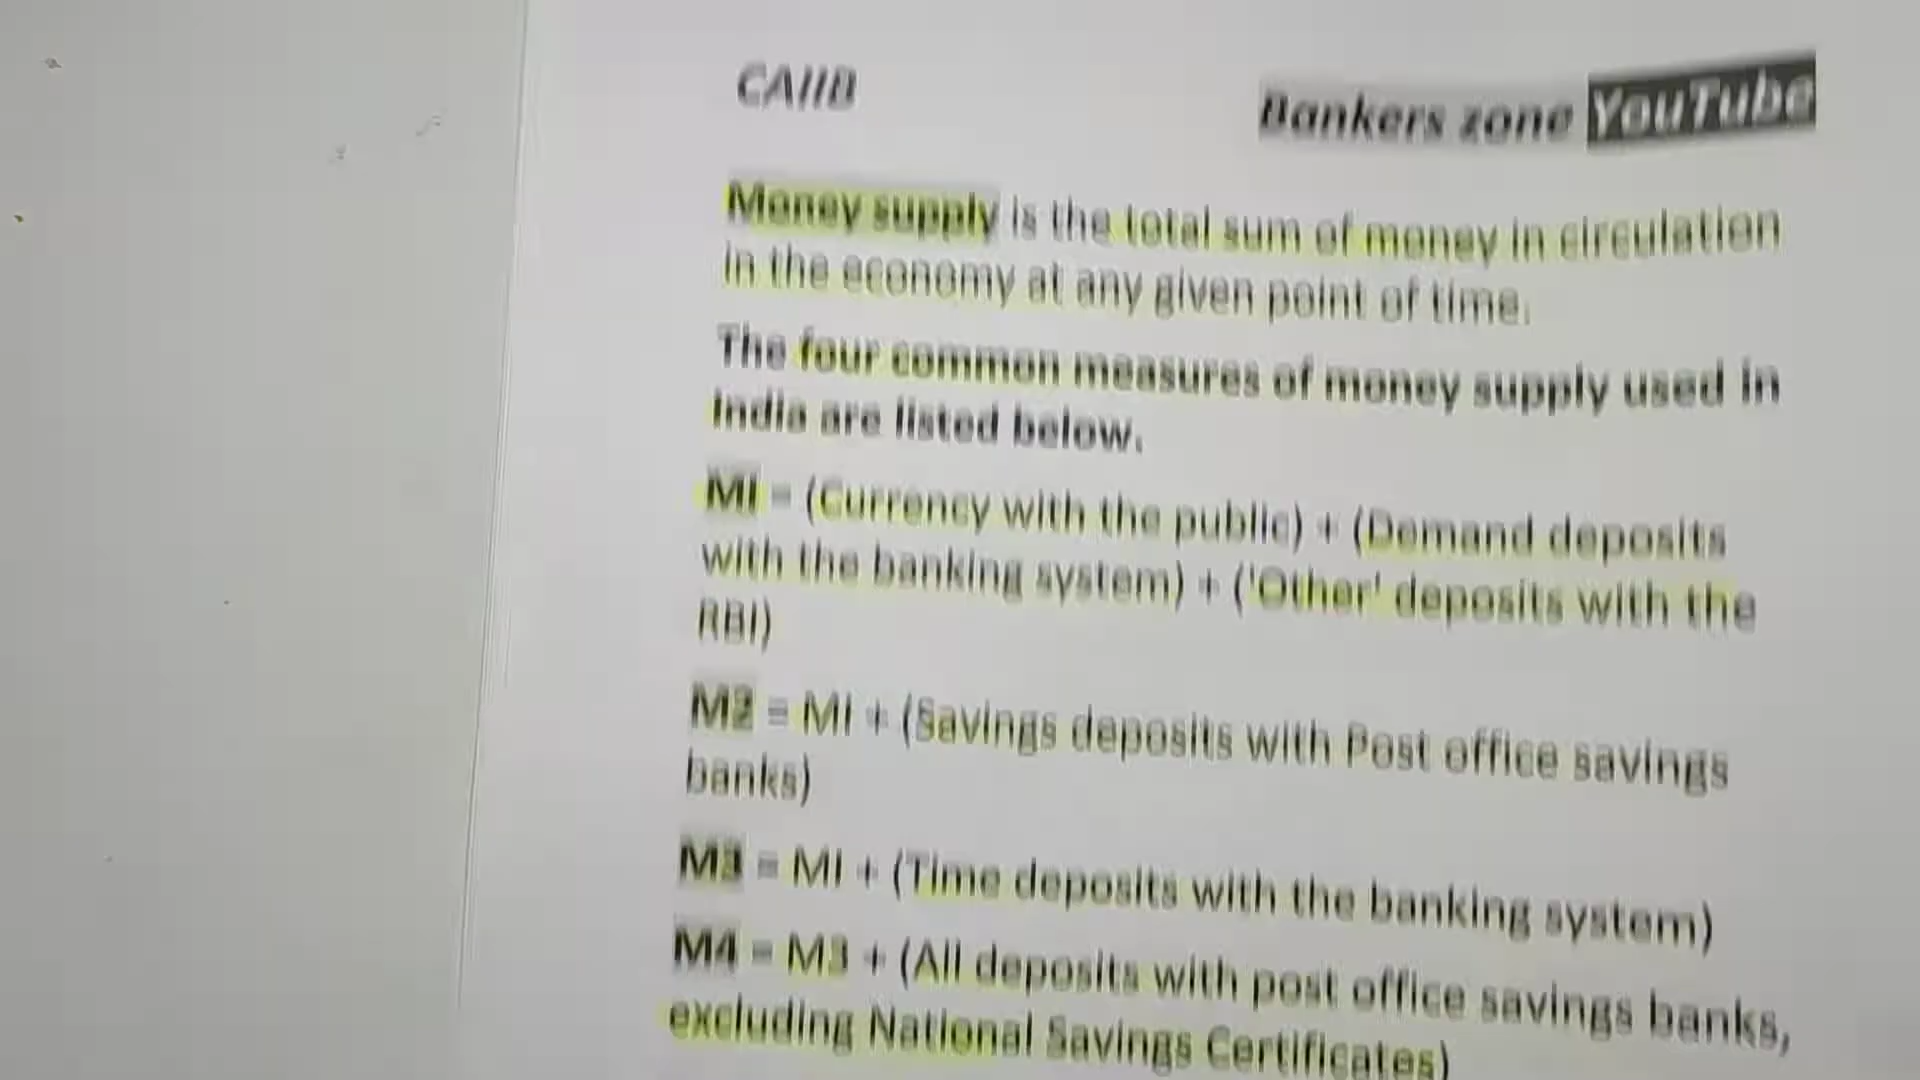 CAIIB
Bankers zone YouTube
Money supply is the total sum of money in circulation
in the economy at any given point of time.
The four common measures of money supply used in
India are listed below.
MI = (Currency with the public) + (Demand deposits
with the banking system) + ('Other' deposits with the
RBI)
M2 = MI + (Savings deposits with Post office savings
banks)
M3 = MI + (Time deposits with the banking system)
M4 = M3 + (All deposits with post office savings banks,
excluding National Savings Certificates)